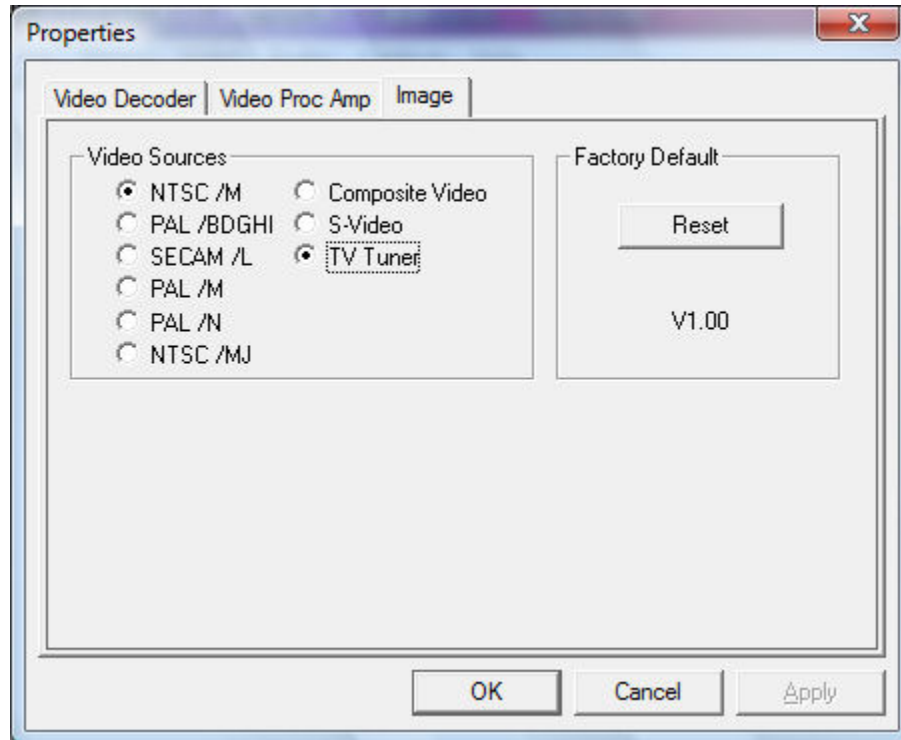 Properties
Video Decoder Video Proc Amp Image
Video Sources
NTSC /M Composite Video
PAL /BDGHI S-Video
SECAM /L TV Tuner
PAL /M
PAL /N
NTSC /MJ
Factory Default
Reset
V1.00
OK Cancel Apply